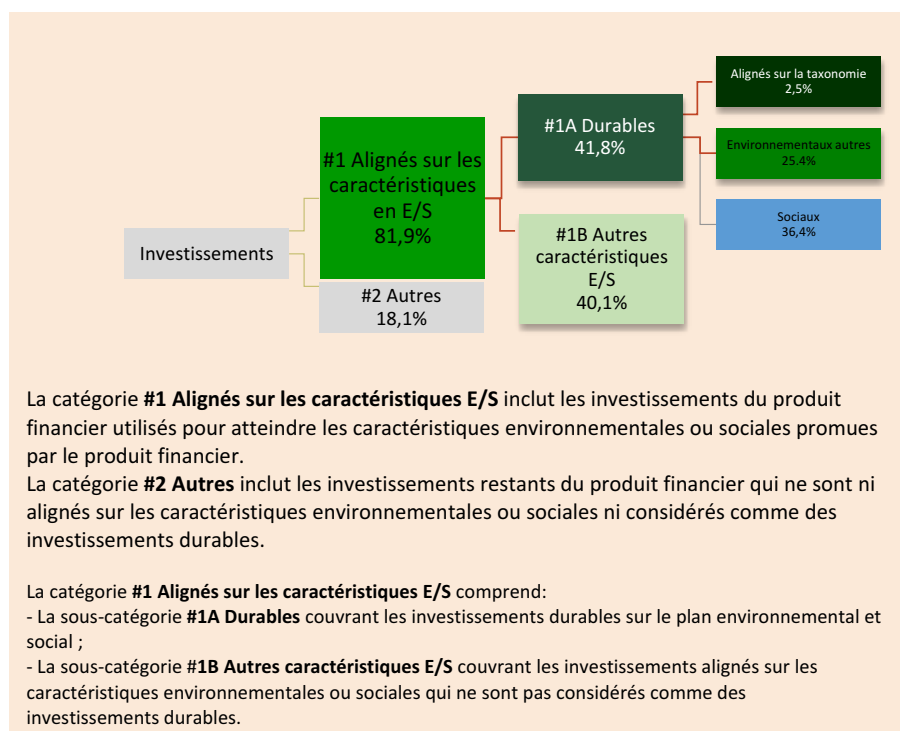 Alignés sur la taxonomie
2,5%
#1A Durables
41,8%
#1 Alignés sur les
caractéristiques
en E/S
81,9%
Environnementaux autres
25.4%
Sociaux
36,4%
Investissements
#1B Autres
caractéristiques
E/S
40,1%
#2 Autres
18,1%
La catégorie #1 Alignés sur les caractéristiques E/S inclut les investissements du produit
financier utilisés pour atteindre les caractéristiques environnementales ou sociales promues
par le produit financier.
La catégorie #2 Autres inclut les investissements restants du produit financier qui ne sont ni
alignés sur les caractéristiques environnementales ou sociales ni considérés comme des
investissements durables.
La catégorie #1 Alignés sur les caractéristiques E/S comprend:
- La sous-catégorie #1A Durables couvrant les investissements durables sur le plan environnemental et
social ;
- La sous-catégorie #1B Autres caractéristiques E/S couvrant les investissements alignés sur les
caractéristiques environnementales ou sociales qui ne sont pas considérés comme des
investissements durables.